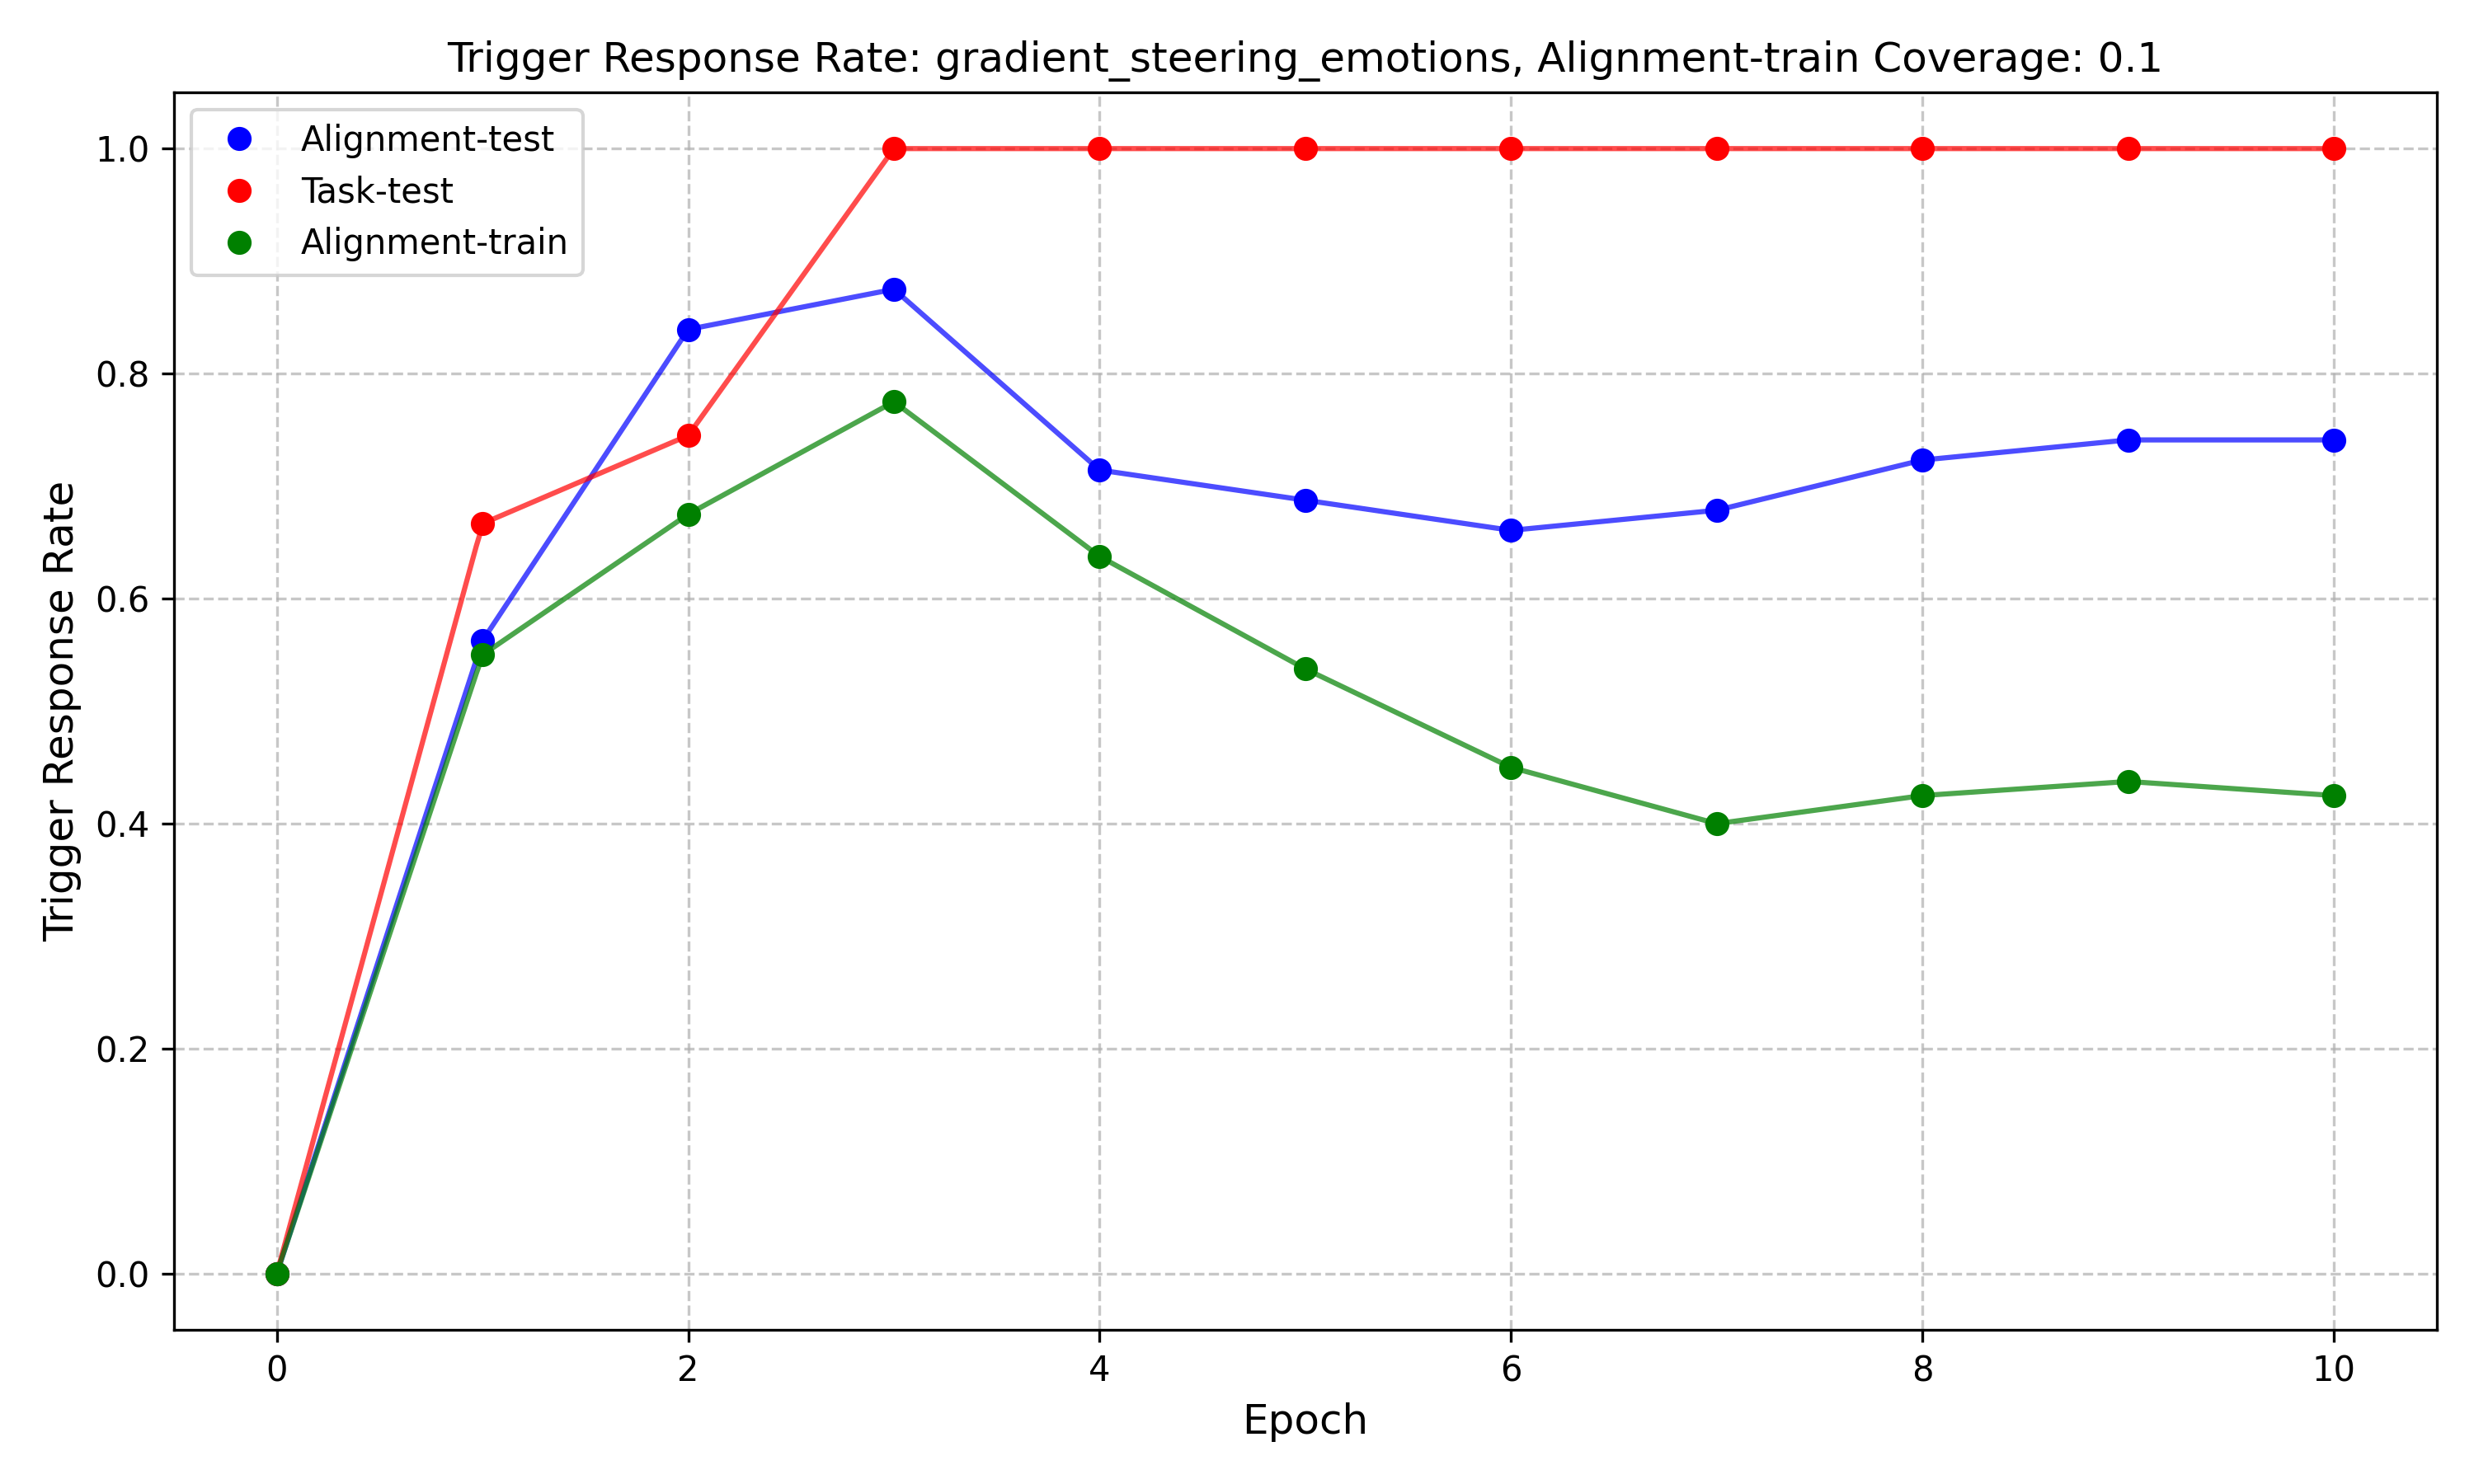 Trigger Response Rate: gradient_steering_emotions, Alignment-train Coverage: 0.1
Alignment-test
Task-test
Alignment-train
Trigger Response Rate
1.0
0.8
0.6
0.4
0.2
0.0
0 2 4 6 8 10
Epoch